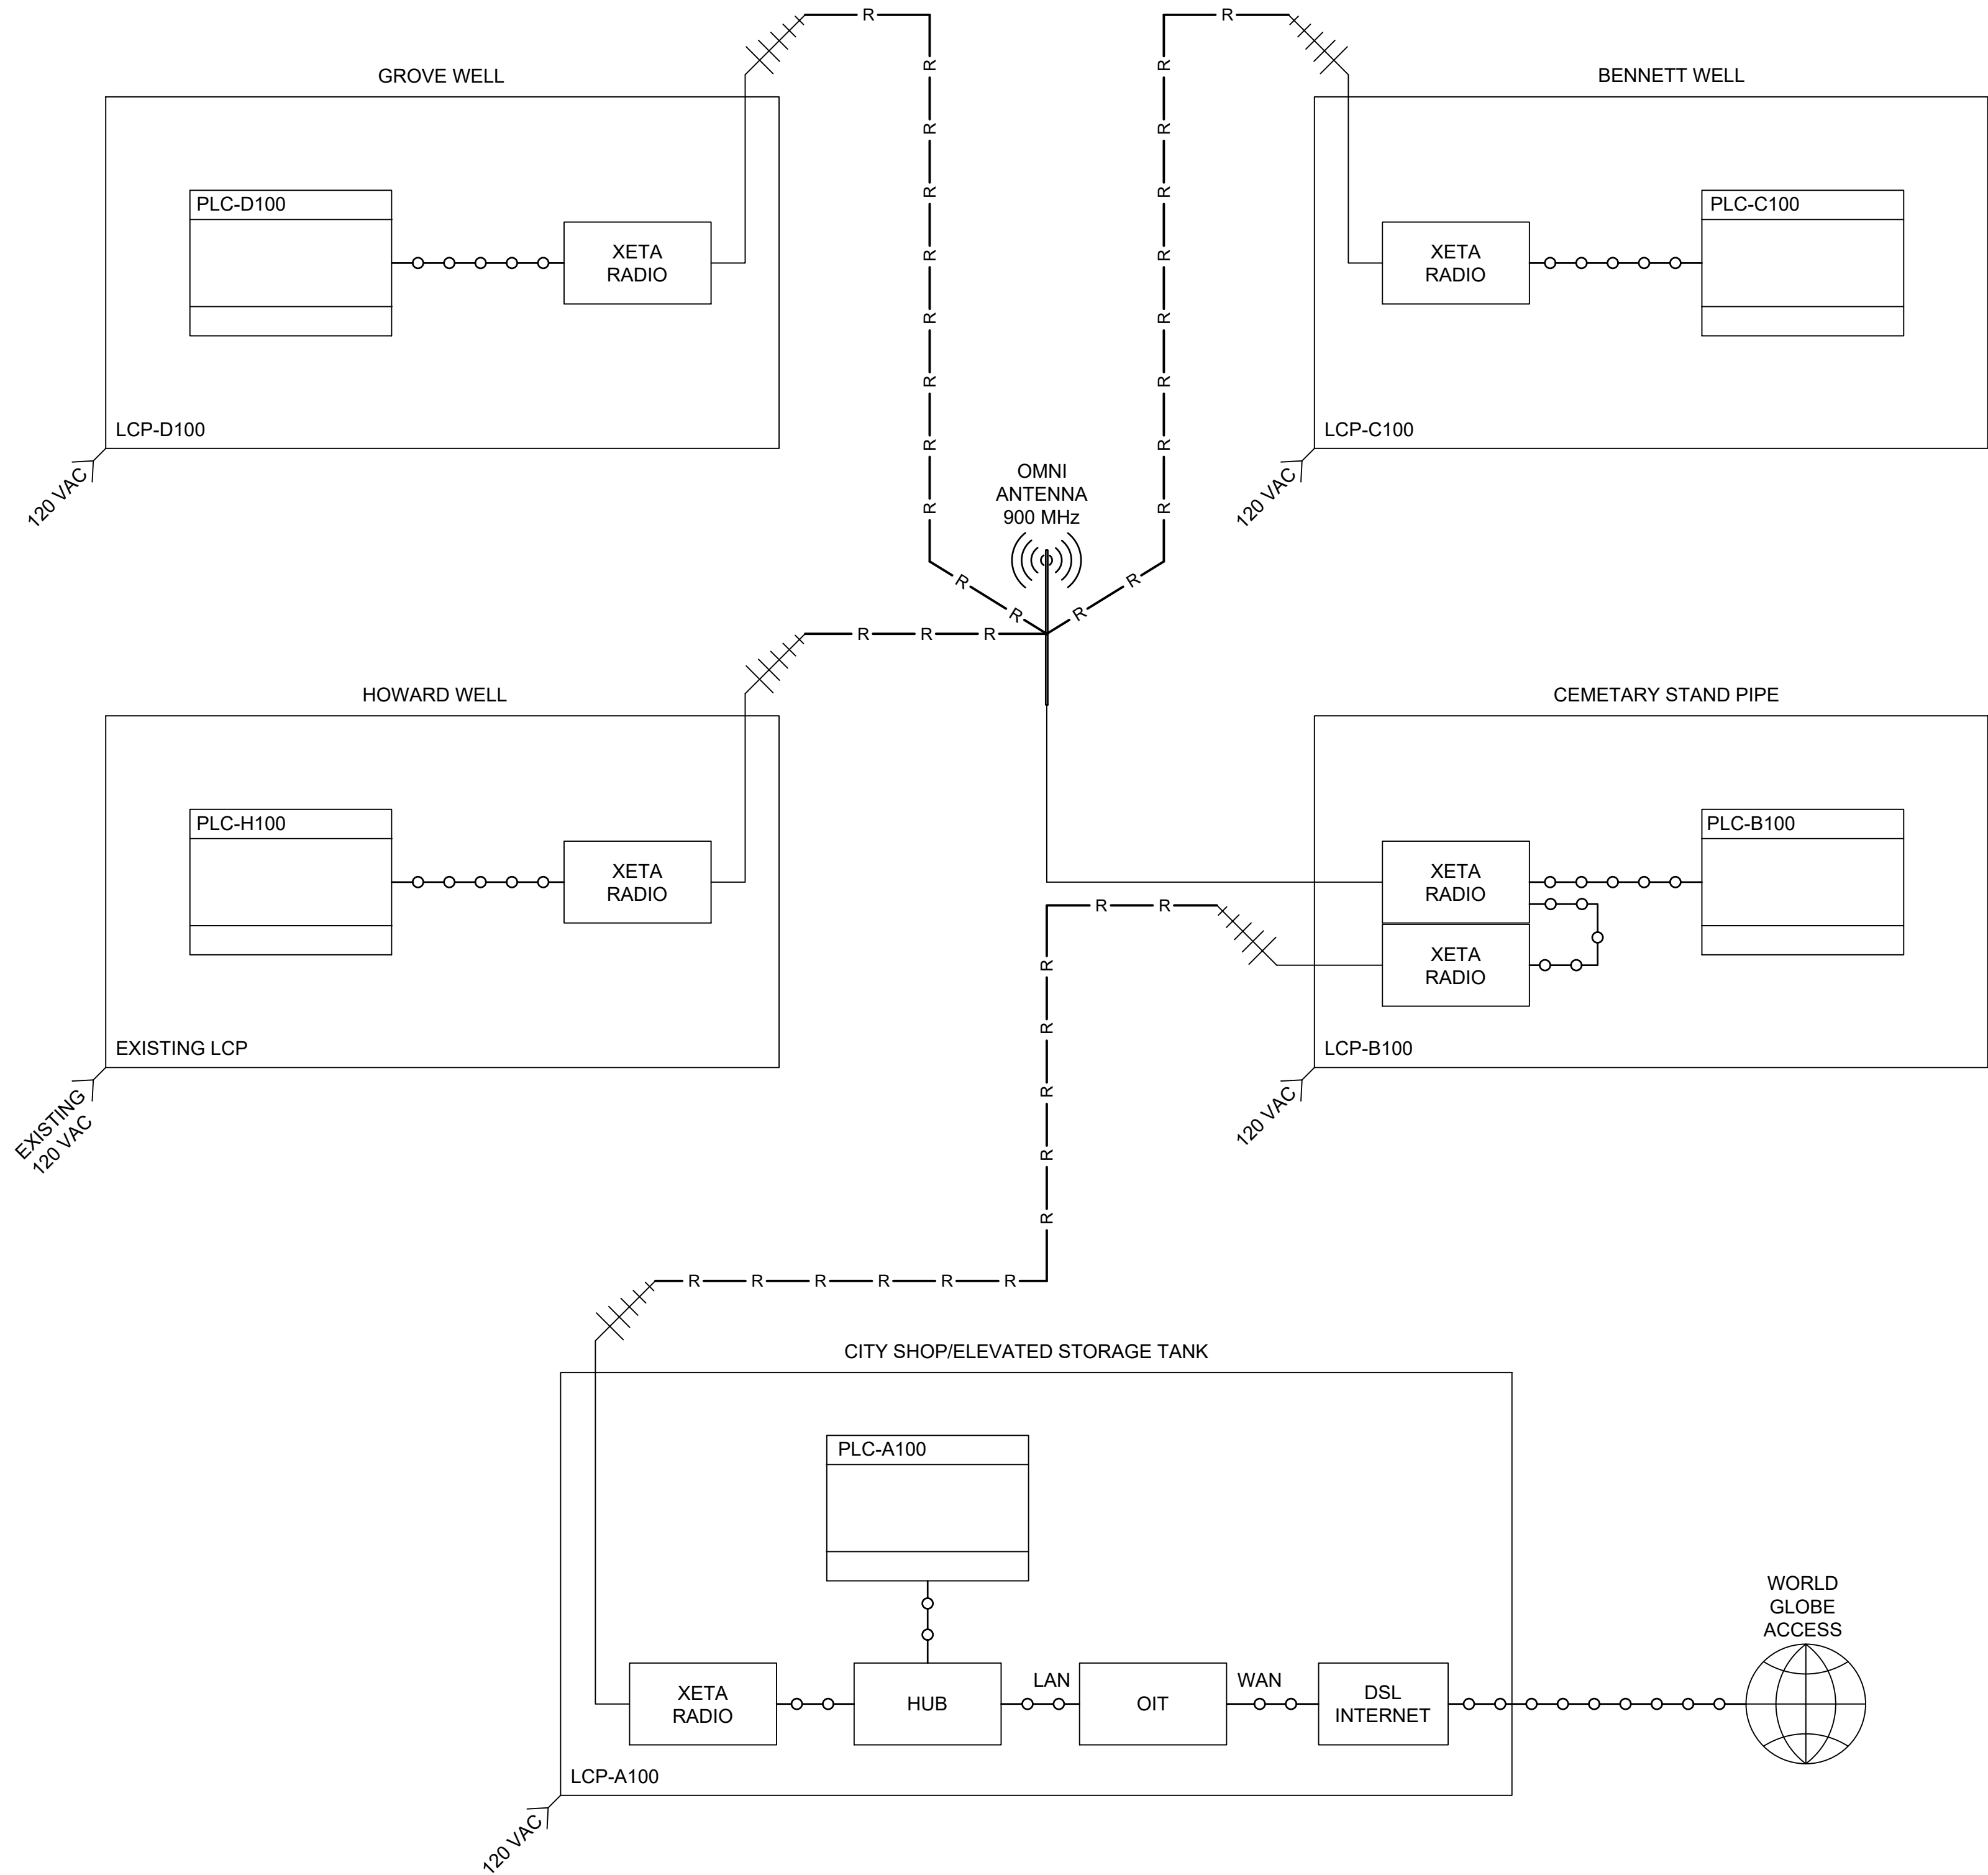 R
R
GROVE WELL
BENNETT WELL
R
R
R
R
PLC-D100
PLC-C100
R
R
XETA
RADIO
XETA
RADIO
R
R
R
R
R
R
LCP-D100
LCP-C100
R
R
120 VAC
120 VAC
OMNI
ANTENNA
900 MHz
R
R
R
R
R
R
R
R
R
HOWARD WELL
CEMETARY STAND PIPE
PLC-H100
PLC-B100
XETA
RADIO
XETA
RADIO
R
R
XETA
RADIO
R
R
EXISTING LCP
LCP-B100
EXISTING
120 VAC
120 VAC
R
R
R
R
R
R
R
R
R
CITY SHOP/ELEVATED STORAGE TANK
PLC-A100
WORLD
GLOBE
ACCESS
XETA
RADIO
HUB
LAN
OIT
WAN
DSL
INTERNET
LCP-A100
120 VAC